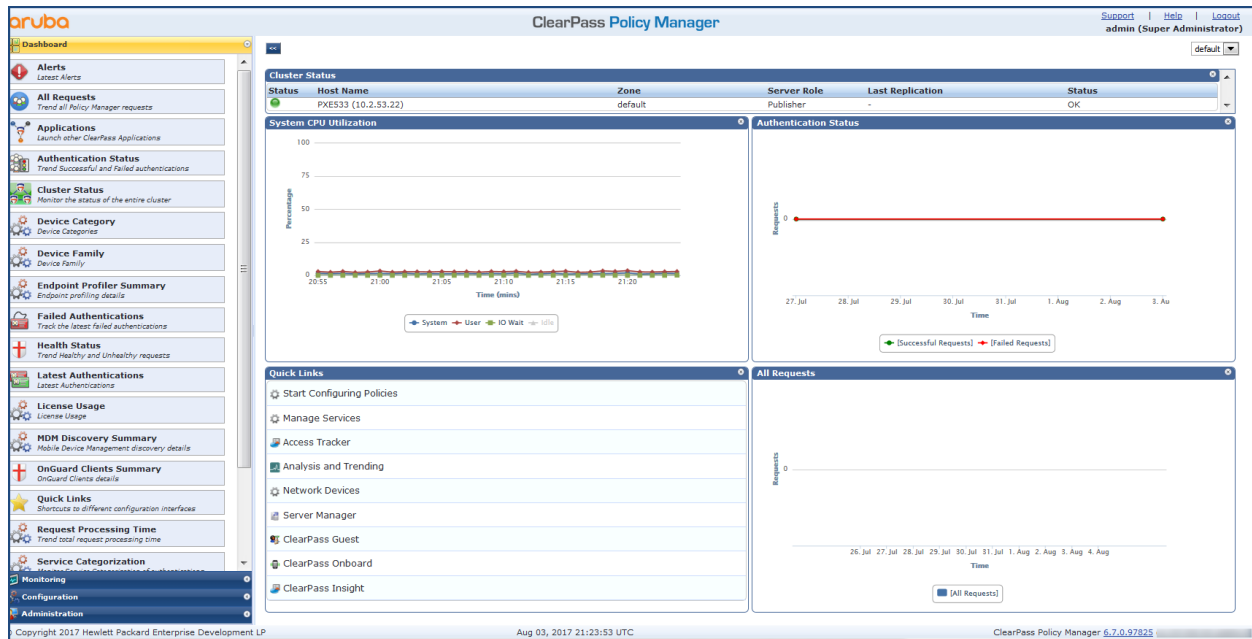 aruba
ClearPass Policy Manager
Support | Help | Logout
admin (Super Administrator)
Dashboard
default
Alerts
Latest Alerts
All Requests
Trend all Policy Manager requests
Applications
Launch other ClearPass Applications
Authentication Status
Trend Successful and Failed authentications
Cluster Status
Monitor the status of the entire cluster
Device Category
Device Categories
Device Family
Device Family
Endpoint Profiler Summary
Endpoint profiling details
Failed Authentications
Track the latest failed authentications
Health Status
Trend Healthy and Unhealthy requests
Latest Authentications
Latest Authentications
License Usage
License Usage
MDM Discovery Summary
Mobile Device Management discovery details
OnGuard Clients Summary
OnGuard Clients details
Quick Links
Shortcuts to different configuration interfaces
Request Processing Time
Trend total request processing time
Service Categorization
Monitor Service Categorization of authentications
Monitoring
Configuration
Administration
<<
Cluster Status
Status Host Name Zone Server Role Last Replication Status
PXE533 (10.2.53.22) default Publisher - OK
System CPU Utilization
100
75
50
25
0
Percentage
20:55 21:00 21:05 21:10 21:15 21:20
Time (mins)
System User IO Wait Idle
Authentication Status
Requests
0
27. Jul 28. Jul 29. Jul 30. Jul 31. Jul 1. Aug 2. Aug 3. Au
Time
[Successful Requests] [Failed Requests]
Quick Links
Start Configuring Policies
Manage Services
Access Tracker
Analysis and Trending
Network Devices
Server Manager
ClearPass Guest
ClearPass Onboard
ClearPass Insight
All Requests
Requests
0
26. Jul 27. Jul 28. Jul 29. Jul 30. Jul 31. Jul 1. Aug 2. Aug 3. Aug 4. Aug
Time
[All Requests]
Copyright 2017 Hewlett Packard Enterprise Development LP
Aug 03, 2017 21:23:53 UTC
ClearPass Policy Manager 6.7.0.97825